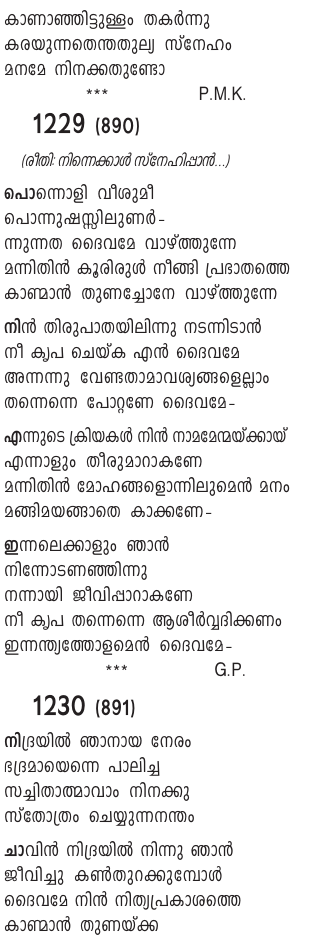 കാണാഞ്ഞിട്ടുള്ളം തകർന്നു
കരയുന്നതെന്തതുല്യ സ്നേഹം
മനമേ നിനക്കതുണ്ടോ
*** P.M.K.
1229 (890)
(രീതി: നിന്നെക്കാൾ സ്നേഹിപ്പാൻ...)
പൊന്നൊളി വീശുമീ
പൊന്നുഷസ്സിലുണർ-
ന്നുന്നത ദൈവമേ വാഴ്ത്തുന്നേ
മന്നിതിൻ കൂരിരുൾ നീങ്ങി പ്രഭാതത്തെ
കാണ്മാൻ തുണച്ചോനേ വാഴ്ത്തുന്നേ
നിൻ തിരുപാതയിലിന്നു നടന്നിടാൻ
നീ കൃപ ചെയ്ക എൻ ദൈവമേ
അന്നന്നു വേണ്ടതാമാവശ്യങ്ങളെല്ലാം
തന്നെന്നെ പോറ്റണേ ദൈവമേ-
എന്നുടെ ക്രിയകൾ നിൻ നാമമേന്മയ്ക്കായ്
എന്നാളും തീരുമാറാകണേ
മന്നിതിൻ മോഹങ്ങളൊന്നിലുമെൻ മനം
മങ്ങിമയങ്ങാതെ കാക്കണേ-
ഇന്നലെക്കാളും ഞാൻ
നിന്നോടണഞ്ഞിന്നു
നന്നായി ജീവിപ്പാറാകണേ
നീ കൃപ തന്നെന്നെ ആശീർവ്വദിക്കണം
ഇന്നന്ത്യത്തോളമെൻ ദൈവമേ-
*** G.P.
1230 (891)
നിദ്രയിൽ ഞാനായ നേരം
ഭദ്രമായെന്നെ പാലിച്ച
സച്ചിതാത്മാവാം നിനക്കു
സ്തോത്രം ചെയ്യുന്നനന്തം
ചാവിൻ നിദ്രയിൽ നിന്നു ഞാൻ
ജീവിച്ചു കൺതുറക്കുമ്പോൾ
ദൈവമേ നിൻ നിത്യപ്രകാശത്തെ
കാണ്മാൻ തുണയ്ക്ക